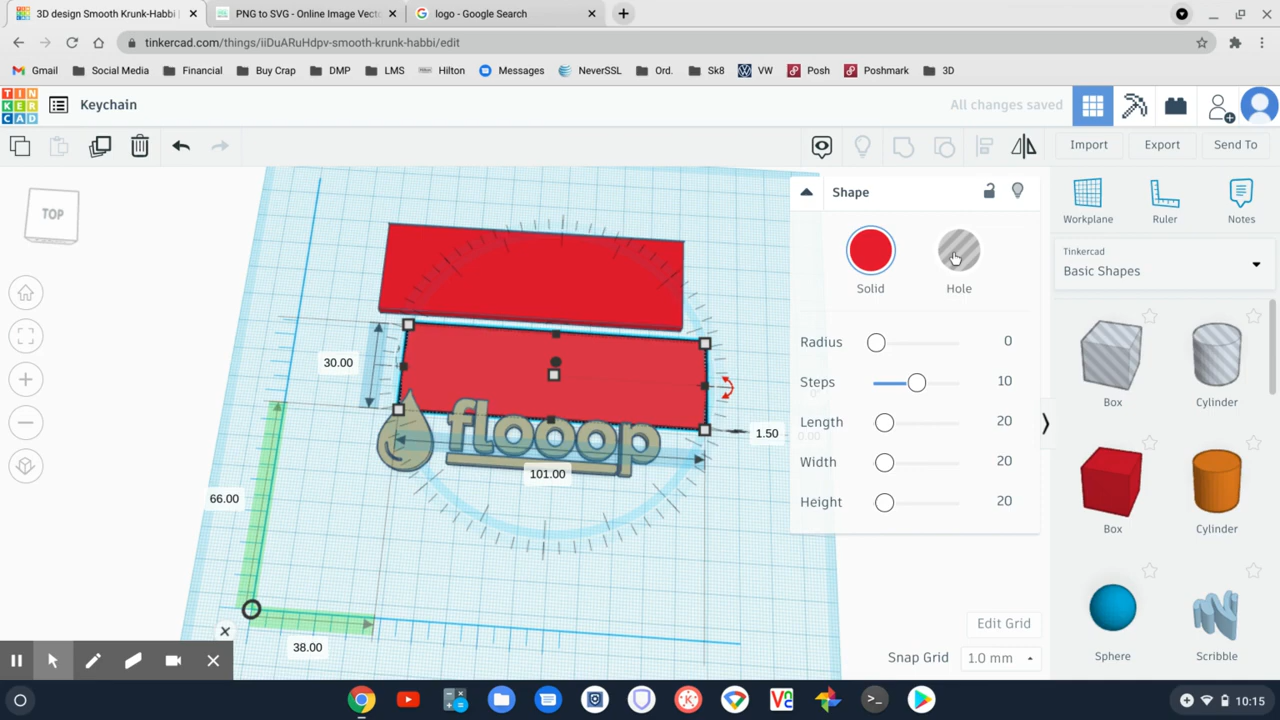 3D design Smooth Krunk-Habbi
PNG to SVG - Online Image Vecto
logo - Google Search
tinkercad.com/things/iiDuARuHdpv-smooth-krunk-habbi/edit
Gmail Social Media Financial Buy Crap DMP LMS Hilton Messages NeverSSL Ord. Sk8 VW Posh Poshmark 3D
TIN
KER
CAD
Keychain
All changes saved
Import Export Send To
TOP
Shape
Solid Hole
Radius 0
Steps 10
Length 20
Width 20
Height 20
Workplane Ruler Notes
Tinkercad
Basic Shapes
Box Cylinder
Box Cylinder
Sphere Scribble
30.00
1.50
0.00
flooop
101.00
66.00
38.00
Edit Grid
Snap Grid 1.0 mm
10:15